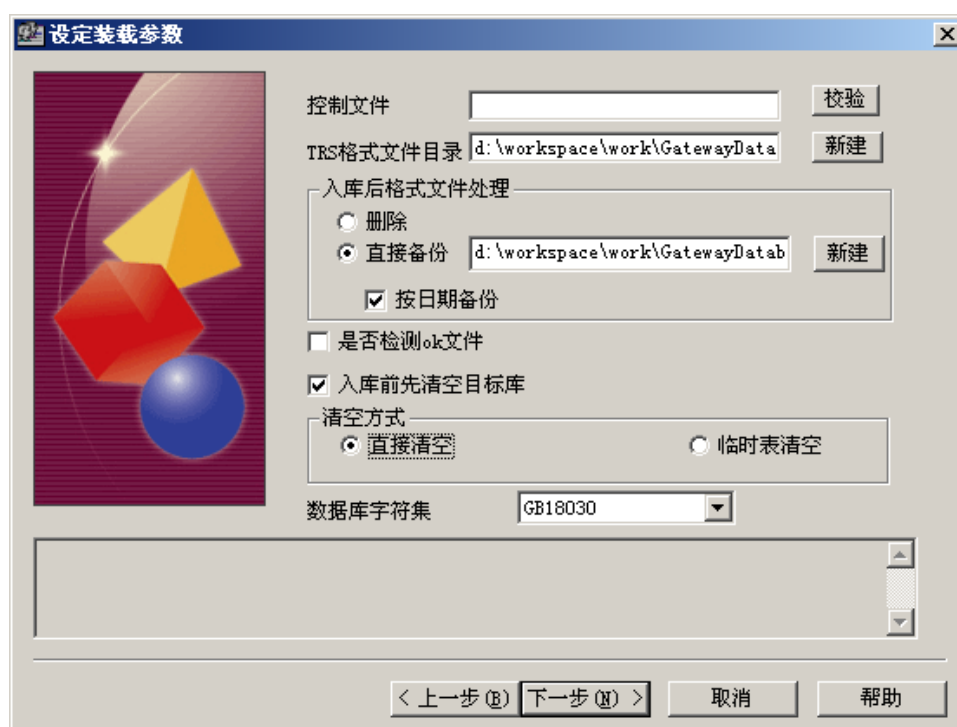 设定装载参数
控制文件 校验
TRS格式文件目录 d:\workspace\work\GatewayData 新建
入库后格式文件处理
删除
直接备份 d:\workspace\work\GatewayDatab 新建
按日期备份
是否检测ok文件
入库前先清空目标库
清空方式
直接清空 临时表清空
数据库字符集 GB18030
< 上一步(B) 下一步(N) > 取消 帮助